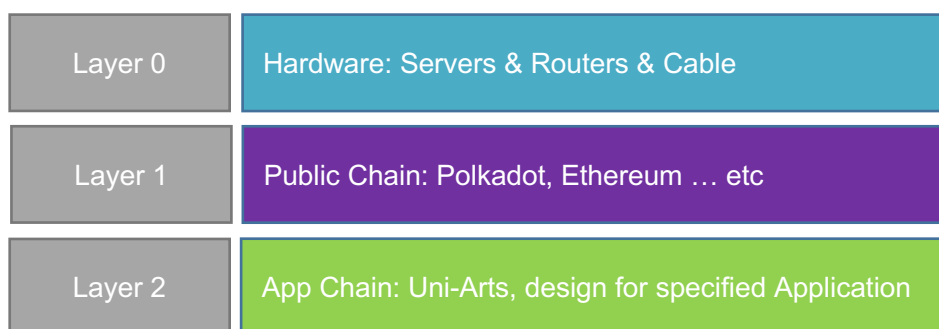 Layer 0
Hardware: Servers & Routers & Cable
Layer 1
Public Chain: Polkadot, Ethereum … etc
Layer 2
App Chain: Uni-Arts, design for specified Application